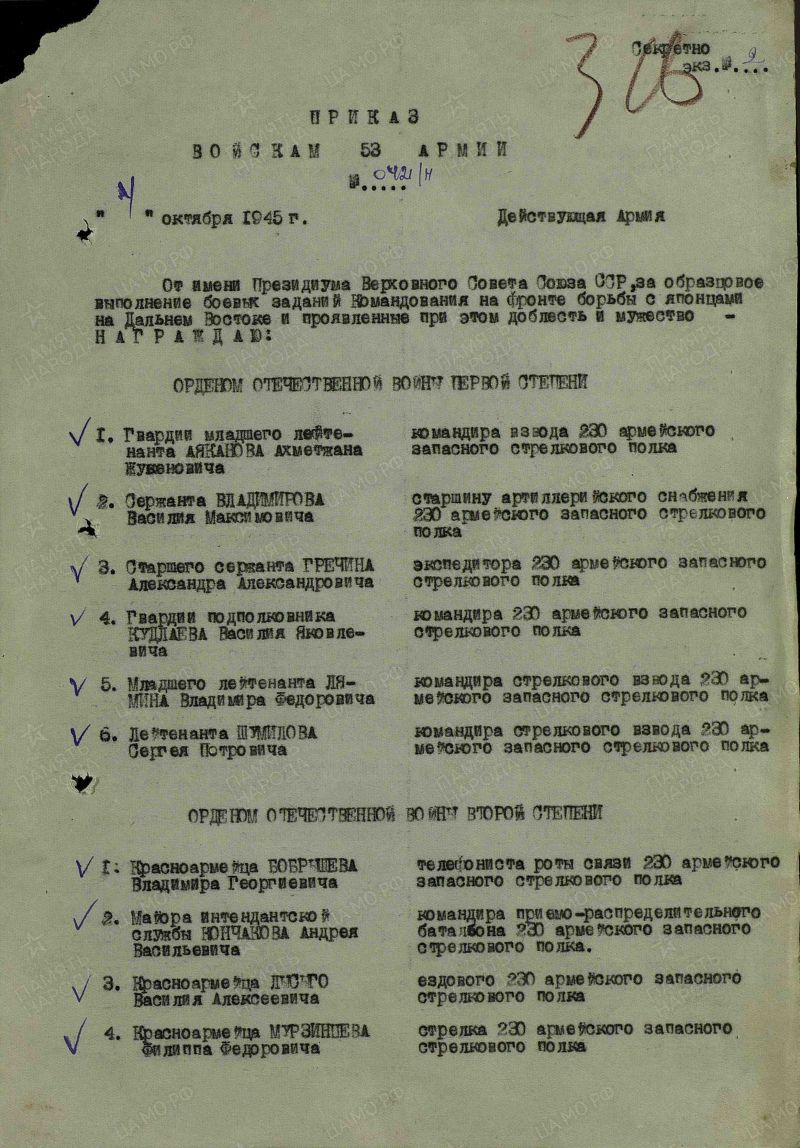 326
Секретно
экз.№ 2
ПРИКАЗ
ВОЙСКАМ 53 АРМИИ
№ 042/н
" 4 " октября 1945 г. Действующая Армия
От имени Президиума Верховного Совета Союза ССР,за образцовое
выполнение боевых заданий Командования на фронте борьбы с японцами
на Дальнем Востоке и проявленные при этом доблесть и мужество -
НАГРАЖДАЮ:
ОРДЕНОМ ОТЕЧЕСТВЕННОЙ ВОЙНЫ ПЕРВОЙ СТЕПЕНИ
1. Гвардии младшего лейте- командира взвода 230 армейского
нанта АЯКАНОВА Ахметжана запасного стрелкового полка
Жукеновича
2. Сержанта ВЛАДИМИРОВА старшину артиллерийского снабжения
Василия Максимовича 230 армейского запасного стрелкового
полка
3. Старшего сержанта ГРЕЧИНА экспедитора 230 армейского запасного
Александра Александровича стрелкового полка
4. Гвардии подполковника командира 230 армейского запасного
КУДЛАЕВА Василия Яковле- стрелкового полка
вича
5. Младшего лейтенанта ЛЯ- командира стрелкового взвода 230 ар-
МИНА Владимира Федоровича мейского запасного стрелкового полка
6. Лейтенанта ШУМИЛОВА командира стрелкового взвода 230 ар-
Сергея Петровича мейского запасного стрелкового полка
ОРДЕНОМ ОТЕЧЕСТВЕННОЙ ВОЙНЫ ВТОРОЙ СТЕПЕНИ
1. Красноармейца БОБРЫШЕВА телефониста роты связи 230 армейского
Владимира Георгиевича запасного стрелкового полка
2. Майора интендантской командира приемо-распределительного
службы КОНЧАКОВА Андрея батальона 230 армейского запасного
Васильевича стрелкового полка.
3. Красноармейца ЛЫСОГО ездового 230 армейского запасного
Василия Алексеевича стрелкового полка
4. Красноармейца МУРЗИНЦЕВА стрелка 230 армейского запасного
Филиппа Федоровича стрелкового полка